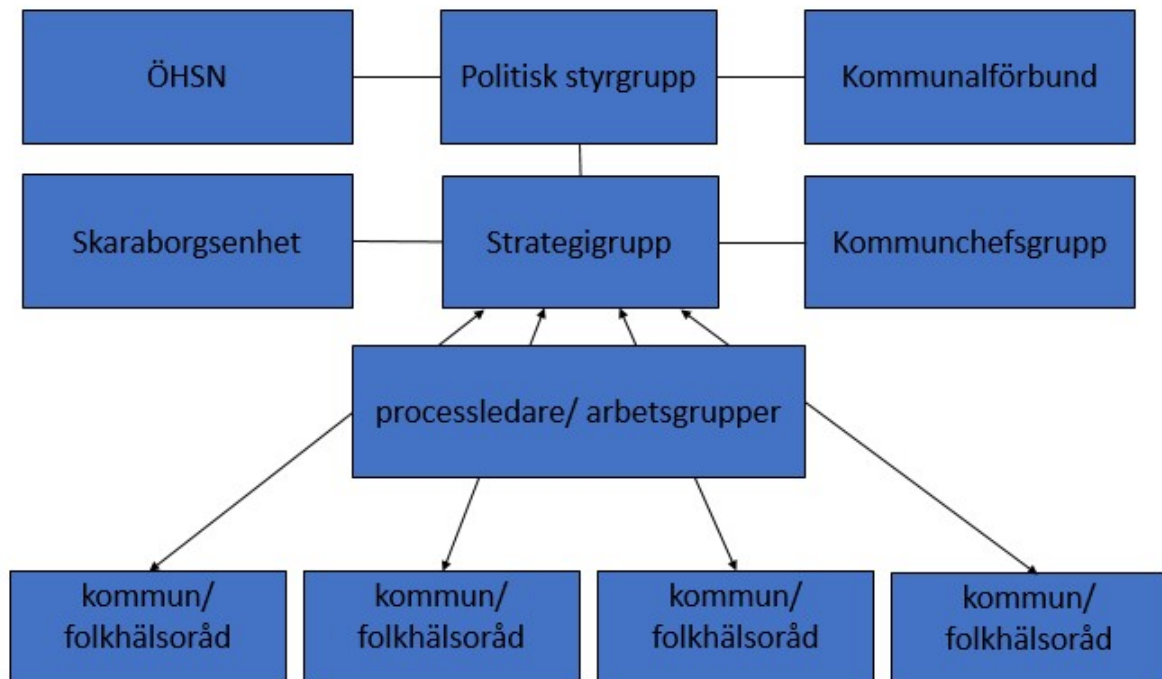 ÖHSN
Politisk styrgrupp
Kommunalförbund
Skaraborgsenhet
Strategigrupp
Kommunchefsgrupp
processledare/ arbetsgrupper
kommun/
folkhälsoråd
kommun/
folkhälsoråd
kommun/
folkhälsoråd
kommun/
folkhälsoråd